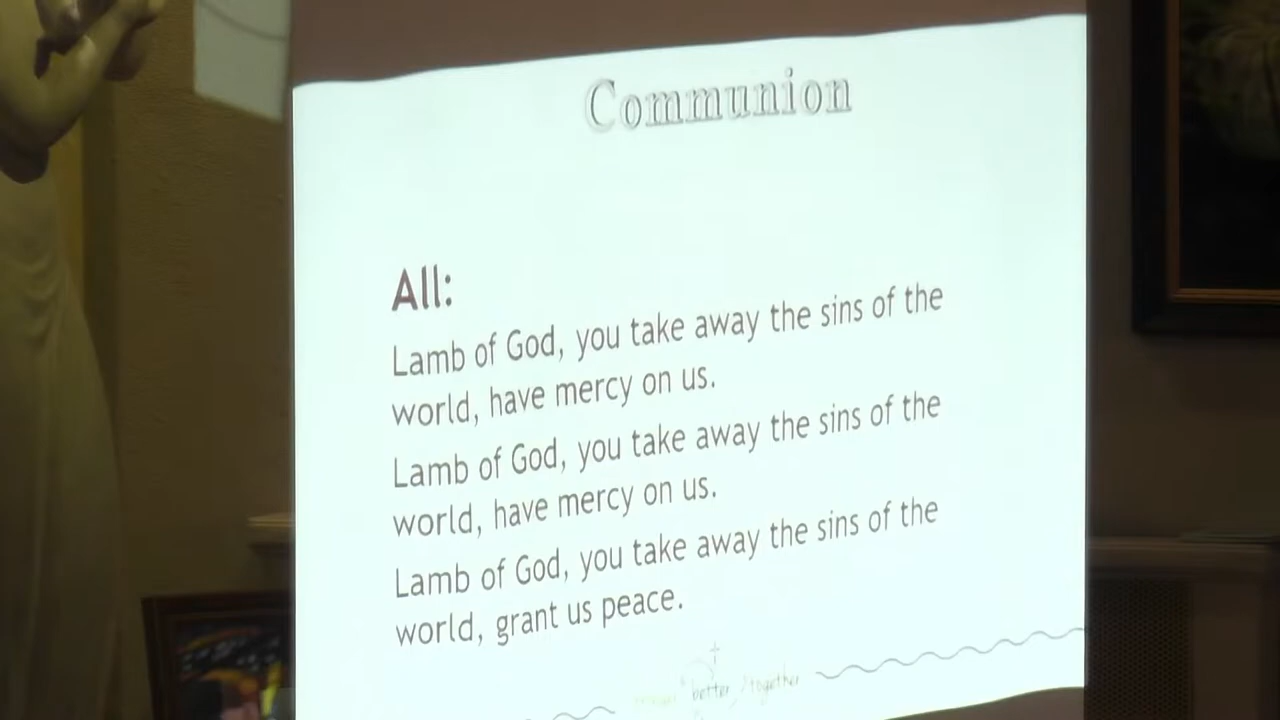 Communion
All:
Lamb of God, you take away the sins of the
world, have mercy on us.
Lamb of God, you take away the sins of the
world, have mercy on us.
Lamb of God, you take away the sins of the
world, grant us peace.
better together